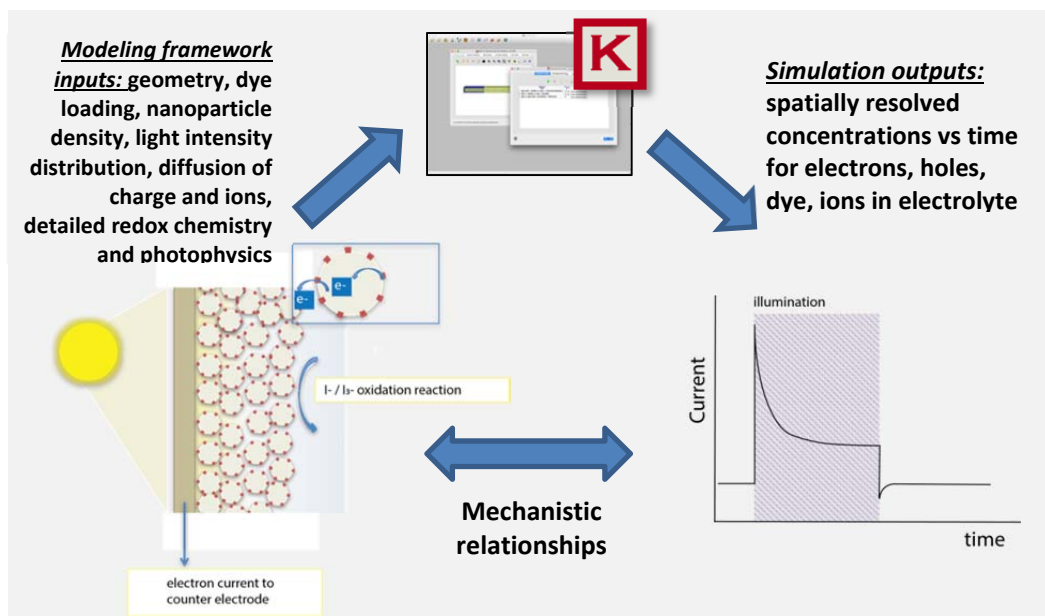 Modeling framework
inputs: geometry, dye
loading, nanoparticle
density, light intensity
distribution, diffusion of
charge and ions,
detailed redox chemistry
and photophysics
K
Simulation outputs:
spatially resolved
concentrations vs time
for electrons, holes,
dye, ions in electrolyte
e-
e-
I- / I3- oxidation reaction
electron current to
counter electrode
Mechanistic
relationships
illumination
Current
time